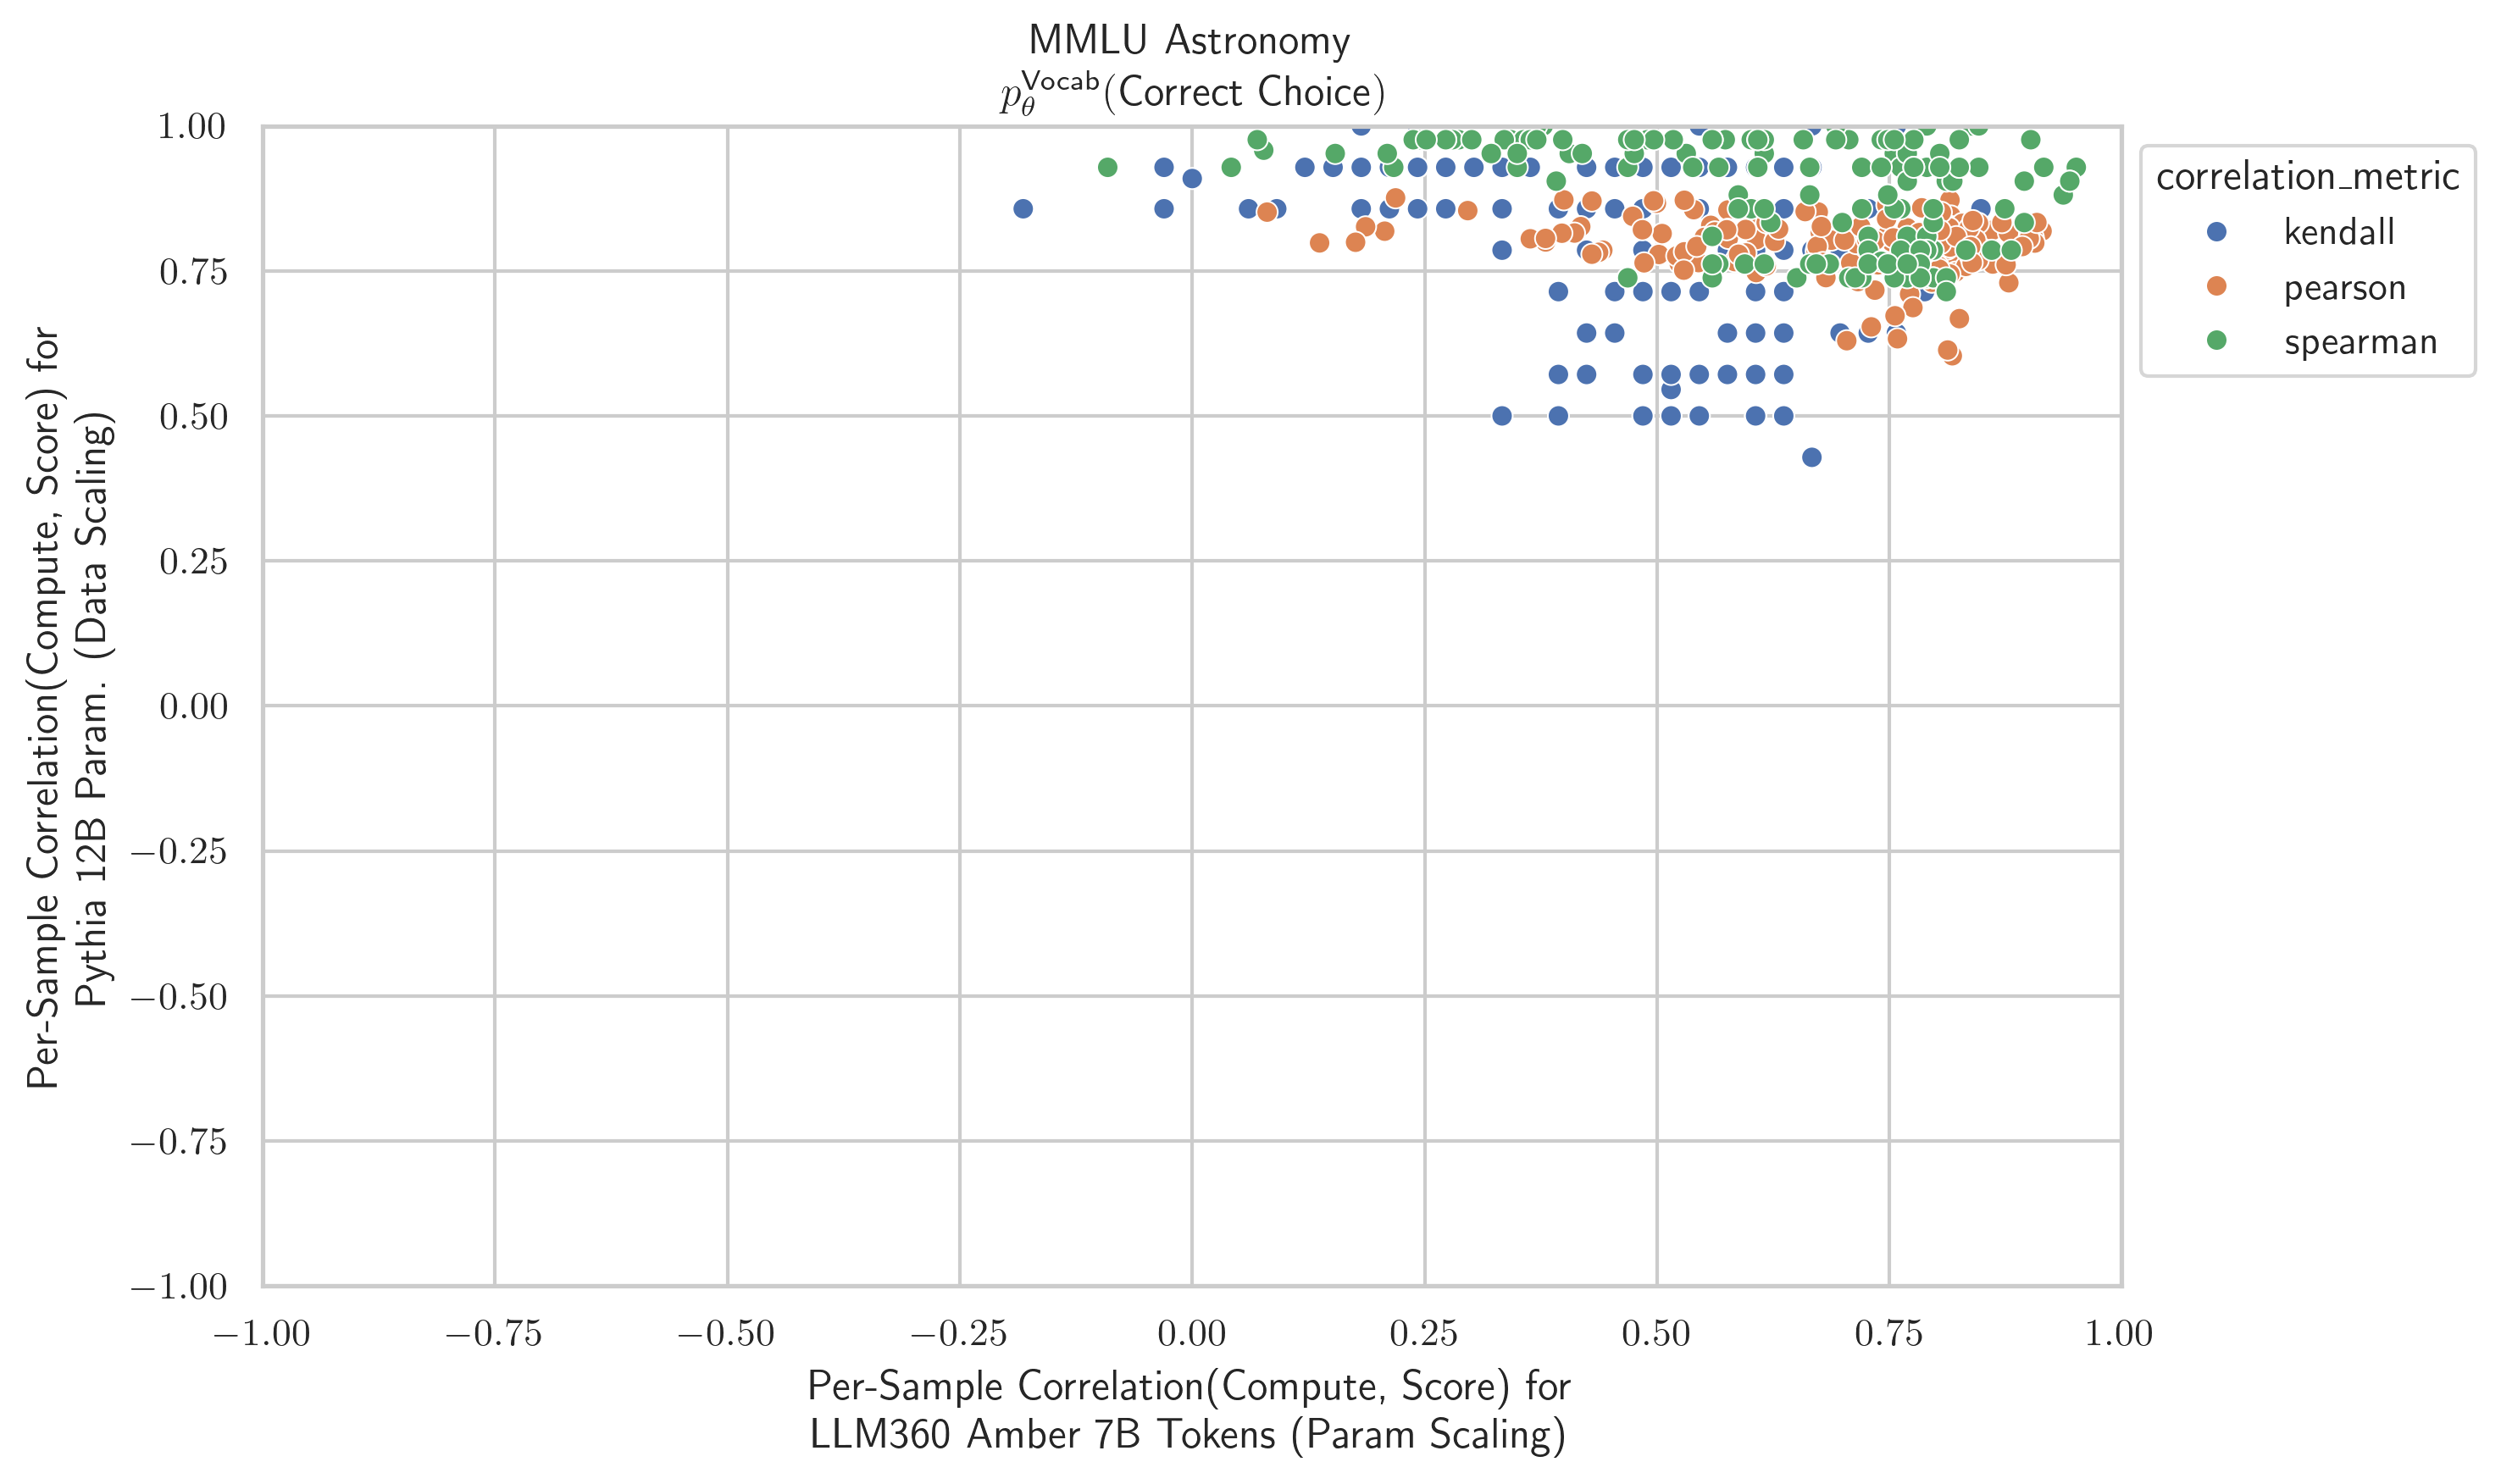 MMLU Astronomy
p_θ^Vocab(Correct Choice)
1.00
0.75
0.50
0.25
0.00
−0.25
−0.50
−0.75
−1.00
Per-Sample Correlation(Compute, Score) for
Pythia 12B Param. (Data Scaling)
−1.00
−0.75
−0.50
−0.25
0.00
0.25
0.50
0.75
1.00
Per-Sample Correlation(Compute, Score) for
LLM360 Amber 7B Tokens (Param Scaling)
correlation_metric
kendall
pearson
spearman